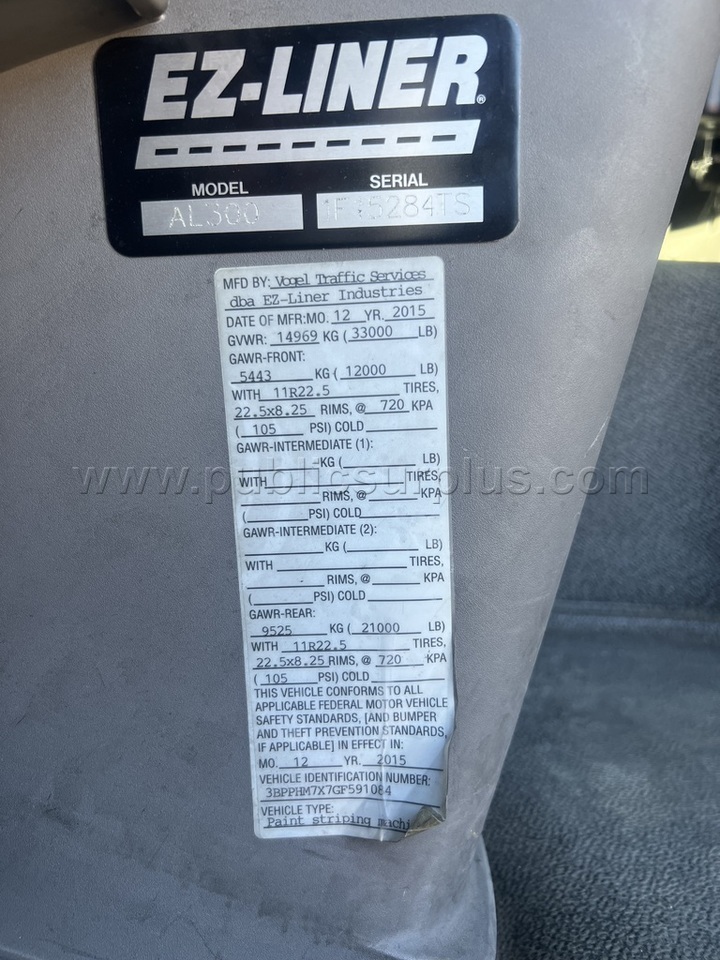 EZ-LINER®
MODEL SERIAL
AL300 1F15284TS
MFD BY: Vogel Traffic Services
dba EZ-Liner Industries
DATE OF MFR:MO. 12 YR. 2015
GVWR: 14969 KG (33000 LB)
GAWR-FRONT:
5443 KG (12000 LB)
WITH 11R22.5 TIRES,
22.5x8.25 RIMS, @ 720 KPA
(105 PSI) COLD
GAWR-INTERMEDIATE (1):
KG ( LB)
WITH TIRES,
RIMS, @ KPA
( PSI) COLD
GAWR-INTERMEDIATE (2):
KG ( LB)
WITH TIRES,
RIMS, @ KPA
( PSI) COLD
GAWR-REAR:
9525 KG (21000 LB)
WITH 11R22.5 TIRES,
22.5x8.25 RIMS, @ 720 KPA
(105 PSI) COLD
THIS VEHICLE CONFORMS TO ALL
APPLICABLE FEDERAL MOTOR VEHICLE
SAFETY STANDARDS, [AND BUMPER
AND THEFT PREVENTION STANDARDS,
IF APPLICABLE] IN EFFECT IN:
MO. 12 YR. 2015
VEHICLE IDENTIFICATION NUMBER:
3BPPHM7X7GF591084
VEHICLE TYPE:
Paint striping
www.publicsurplus.com